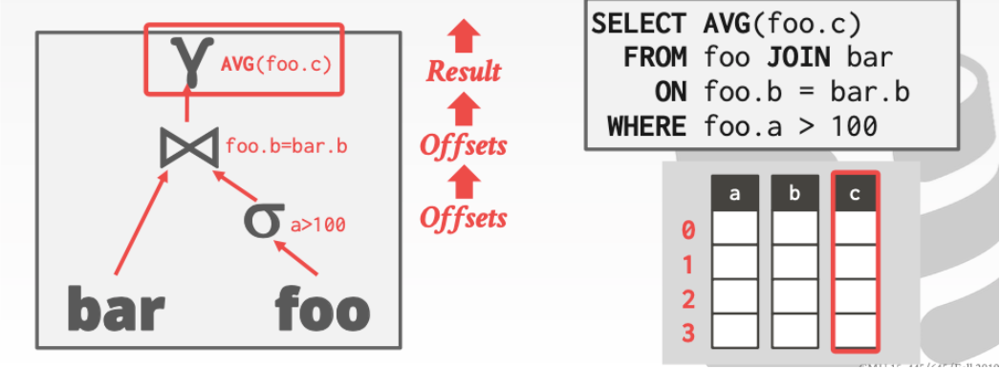 γ AVG(foo.c)
foo.b=bar.b
σ a>100
bar foo
Result
Offsets
Offsets
SELECT AVG(foo.c)
FROM foo JOIN bar
ON foo.b = bar.b
WHERE foo.a > 100
a b c
0
1
2
3